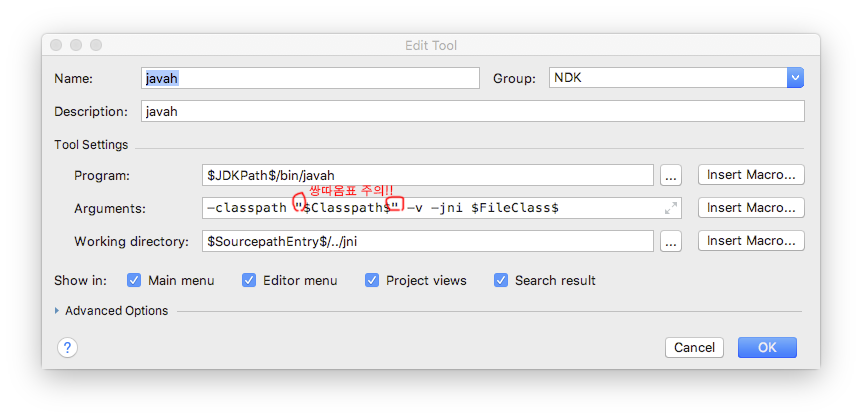 Edit Tool
Name: javah Group: NDK
Description: javah
Tool Settings
Program: $JDKPath$/bin/javah ... Insert Macro...
쌍따옴표 주의!!
Arguments: -classpath "$Classpath$" -v -jni $FileClass$ Insert Macro...
Working directory: $SourcepathEntry$/../jni ... Insert Macro...
Show in: Main menu Editor menu Project views Search result
Advanced Options
? Cancel OK